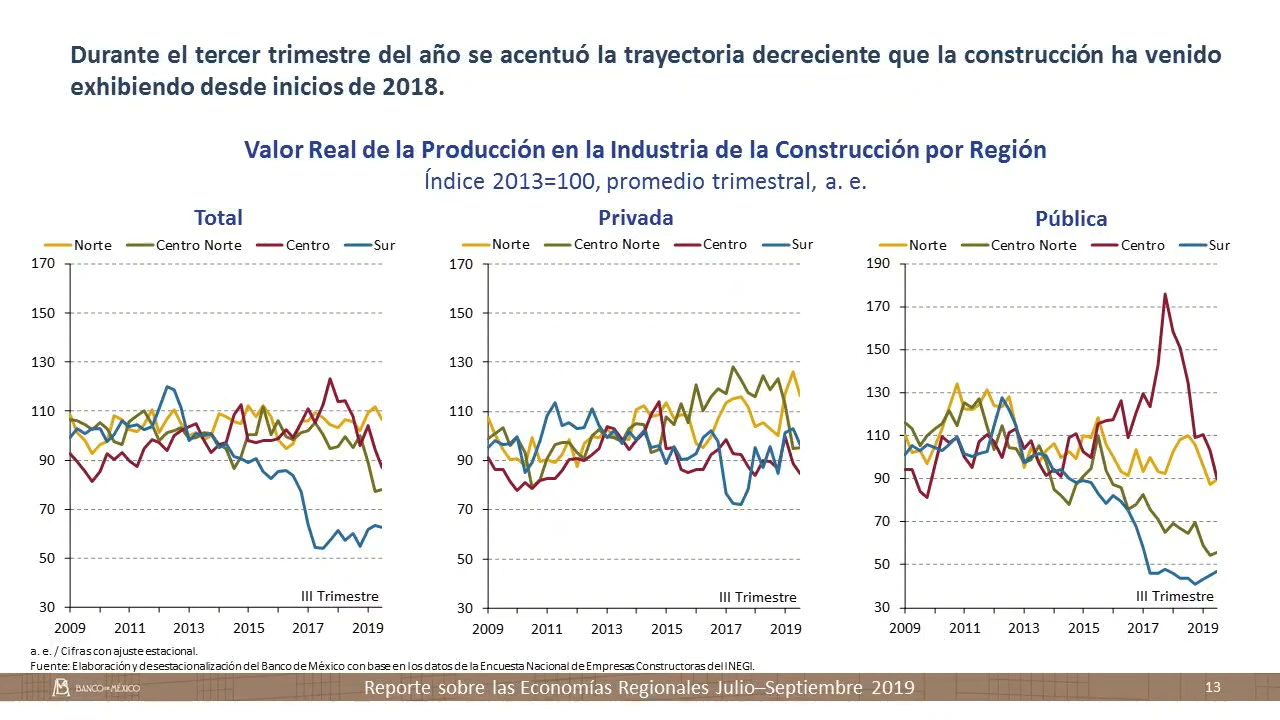 Durante el tercer trimestre del año se acentuó la trayectoria decreciente que la construcción ha venido
exhibiendo desde inicios de 2018.
Valor Real de la Producción en la Industria de la Construcción por Región
Índice 2013=100, promedio trimestral, a. e.
Total
Norte Centro Norte Centro Sur
170
150
130
110
90
70
50
30
III Trimestre
2009 2011 2013 2015 2017 2019
Privada
Norte Centro Norte Centro Sur
170
150
130
110
90
70
50
30
III Trimestre
2009 2011 2013 2015 2017 2019
Pública
Norte Centro Norte Centro Sur
190
170
150
130
110
90
70
50
30
III Trimestre
2009 2011 2013 2015 2017 2019
a. e. / Cifras con ajuste estacional.
Fuente: Elaboración y desestacionalización del Banco de México con base en los datos de la Encuesta Nacional de Empresas Constructoras del INEGI.
BANCO DE MÉXICO
Reporte sobre las Economías Regionales Julio–Septiembre 2019
13